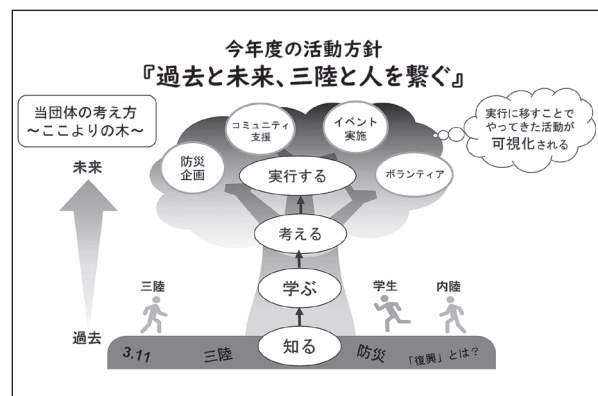 今年度の活動方針
『過去と未来、三陸と人を繋ぐ』
当団体の考え方
～ここよりの木～
未来
過去
コミュニティ
支援
イベント
実施
防災
企画
ボランティア
実行に移すことで
やってきた活動が
可視化される
実行する
考える
学ぶ
知る
三陸
学生
内陸
3.11
三陸
防災
「復興」とは？